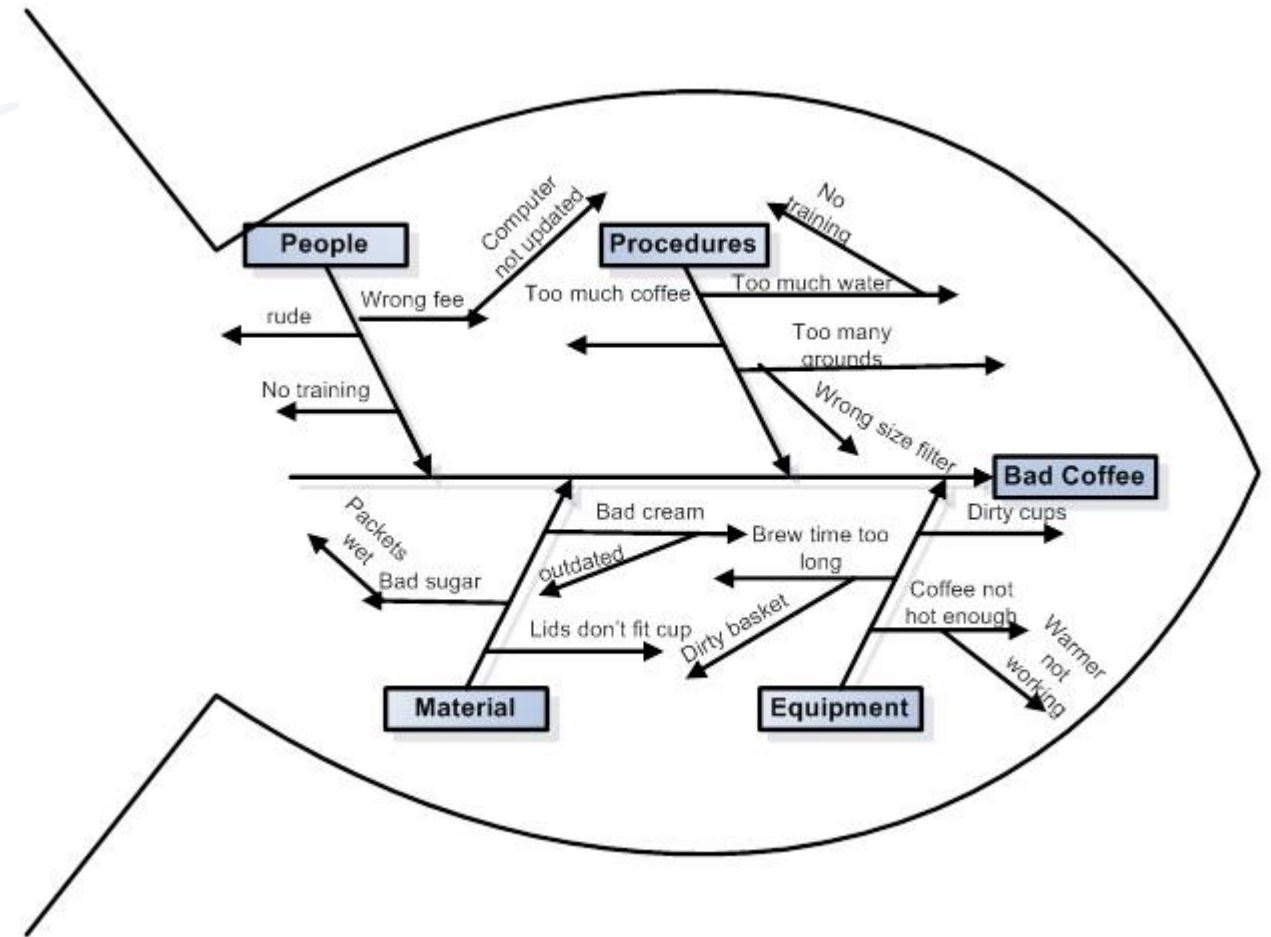 People
Computer
not updated
Procedures
No
training
Wrong fee
rude
No training
Too much coffee
Too much water
Too many
grounds
Wrong size filter
Bad Coffee
Packets
wet
Bad sugar
Bad cream
outdated
Lids don't fit cup
Material
Brew time too
long
Dirty basket
Dirty cups
Coffee not
hot enough
Warmer
not
working
Equipment